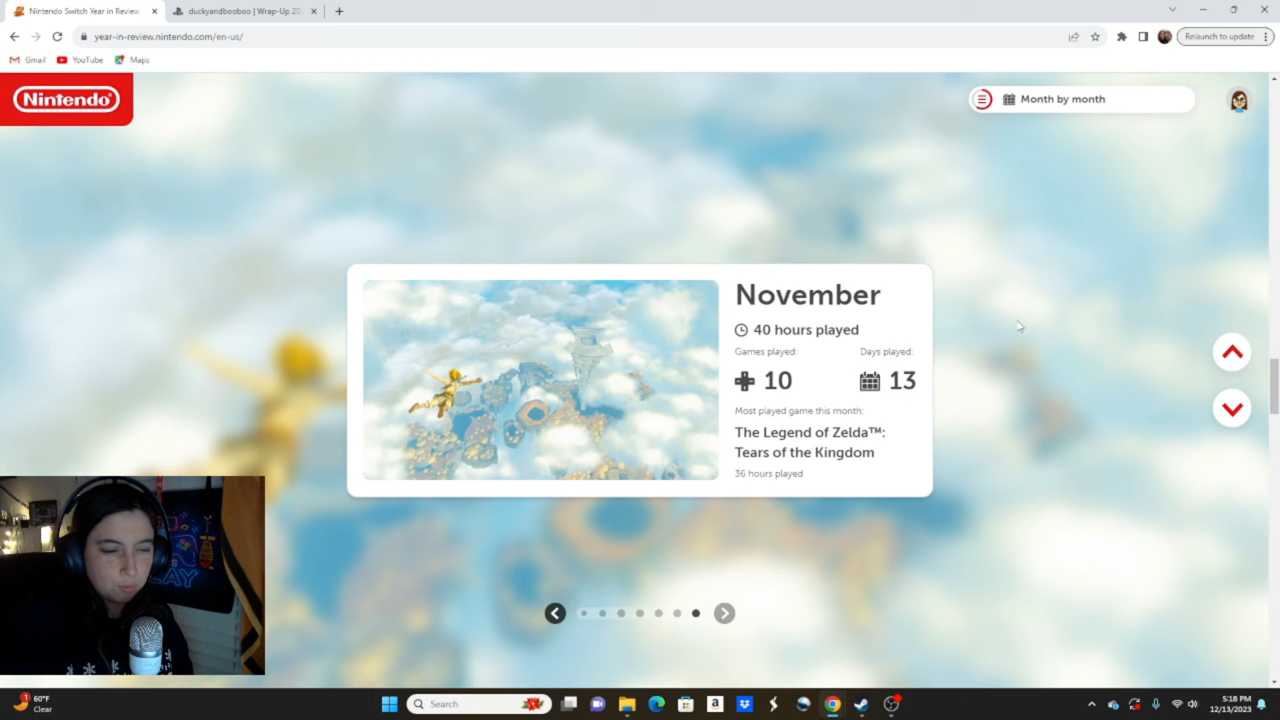 Nintendo Switch Year in Review
duckyandbooboo | Wrap-Up 20
year-in-review.nintendo.com/en-us/
Relaunch to update
Gmail
YouTube
Maps
Nintendo
Month by month
November
40 hours played
Games played:
Days played:
10
13
Most played game this month:
The Legend of Zelda™:
Tears of the Kingdom
36 hours played
LAY
1
60°F
Clear
Search
a
5:18 PM
12/13/2023